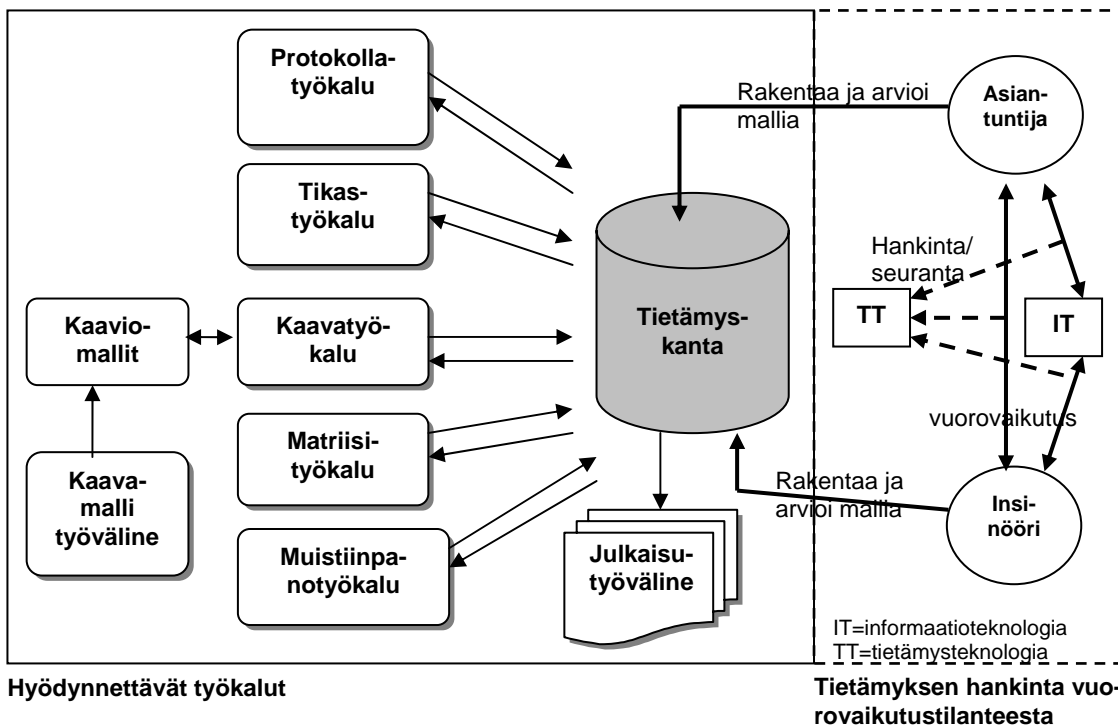 Protokolla-
työkalu
Tikas-
työkalu
Kaavio-
mallit
Kaavatyö-
kalu
Matriisi-
työkalu
Kaava-
malli
työväline
Muistiinpa-
notyökalu
Tietämys-
kanta
Julkaisu-
työväline
Rakentaa ja arvioi
mallia
Asian-
tuntija
Hankinta/
seuranta
TT
IT
vuorovaikutus
Rakentaa ja
arvioi mallia
Insi-
nööri
IT=informaatioteknologia
TT=tietämysteknologia
Hyödynnettävät työkalut
Tietämyksen hankinta vuo-
rovaikutustilanteesta